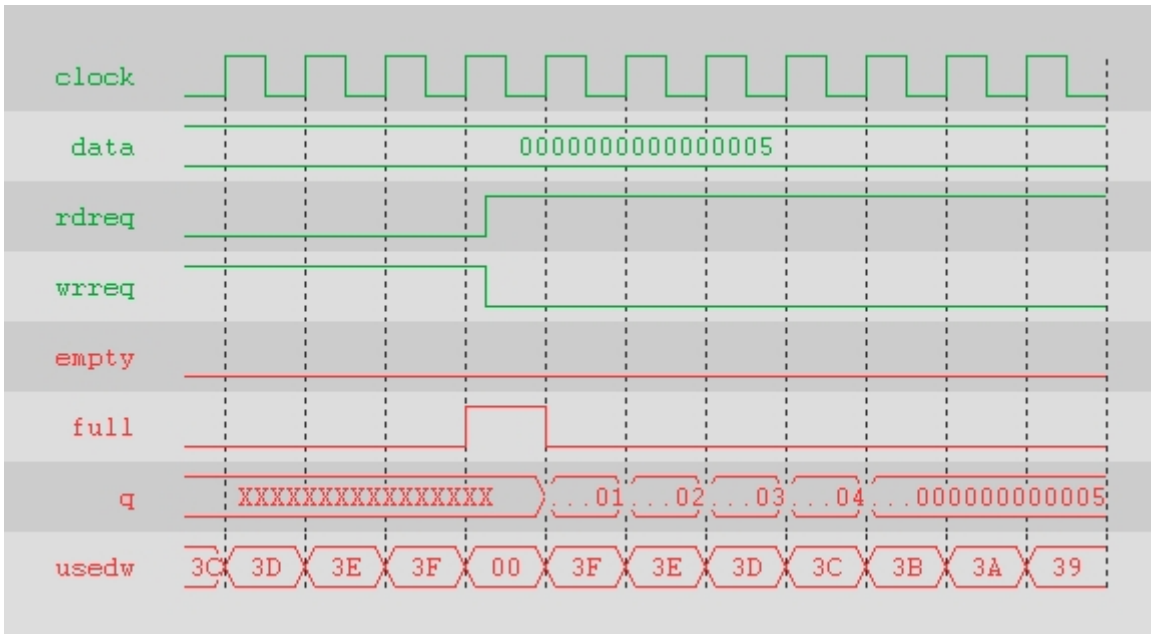 clock
data 0000000000000005
rdreq
wrreq
empty
full
q XXXXXXXXXXXXXXXX ...01 ...02 ...03 ...04 ...000000000005
usedw 3C 3D 3E 3F 00 3F 3E 3D 3C 3B 3A 39